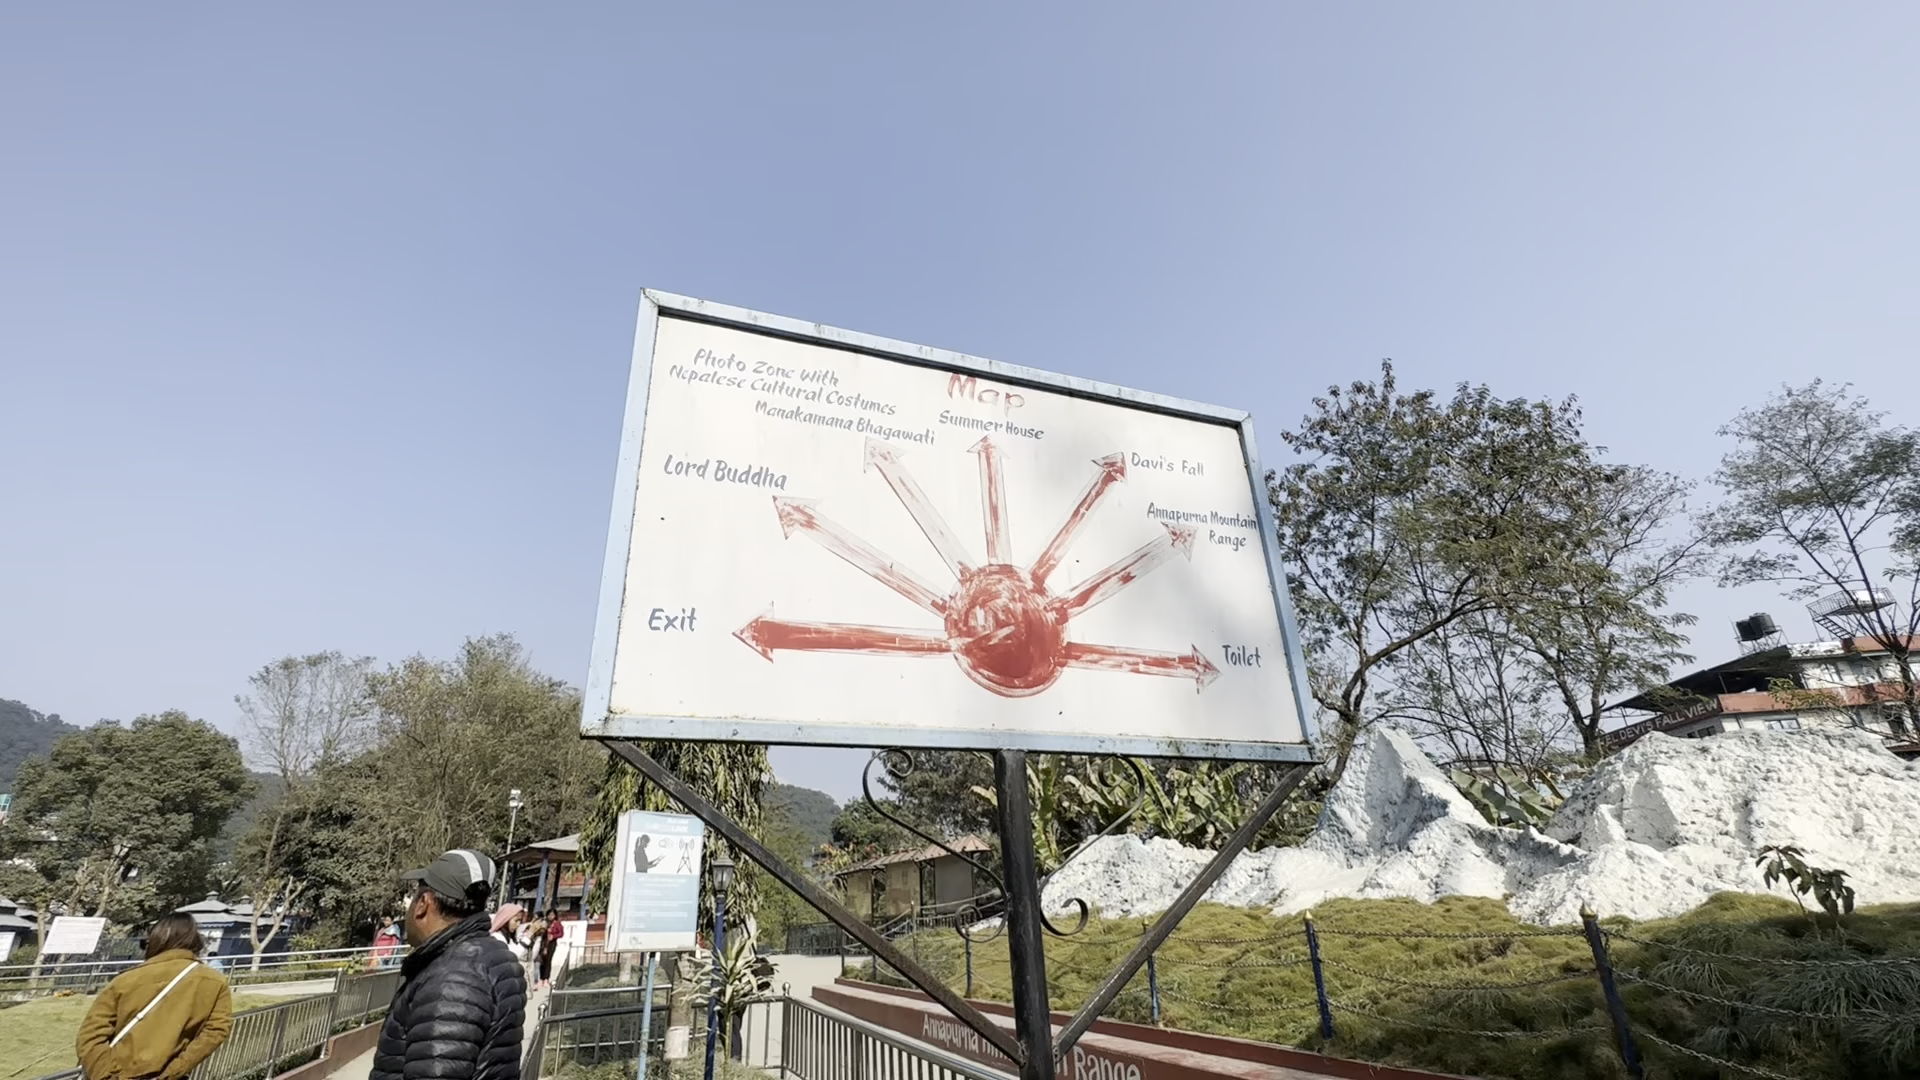 Map
Photo Zone With
Nepalese Cultural Costumes
Manakamana Bhagawati
Summer House
Lord Buddha
Davi's Fall
Annapurna Mountain
Range
Exit
Toilet
DEVIS FALL VIEW
Annapurna
Range